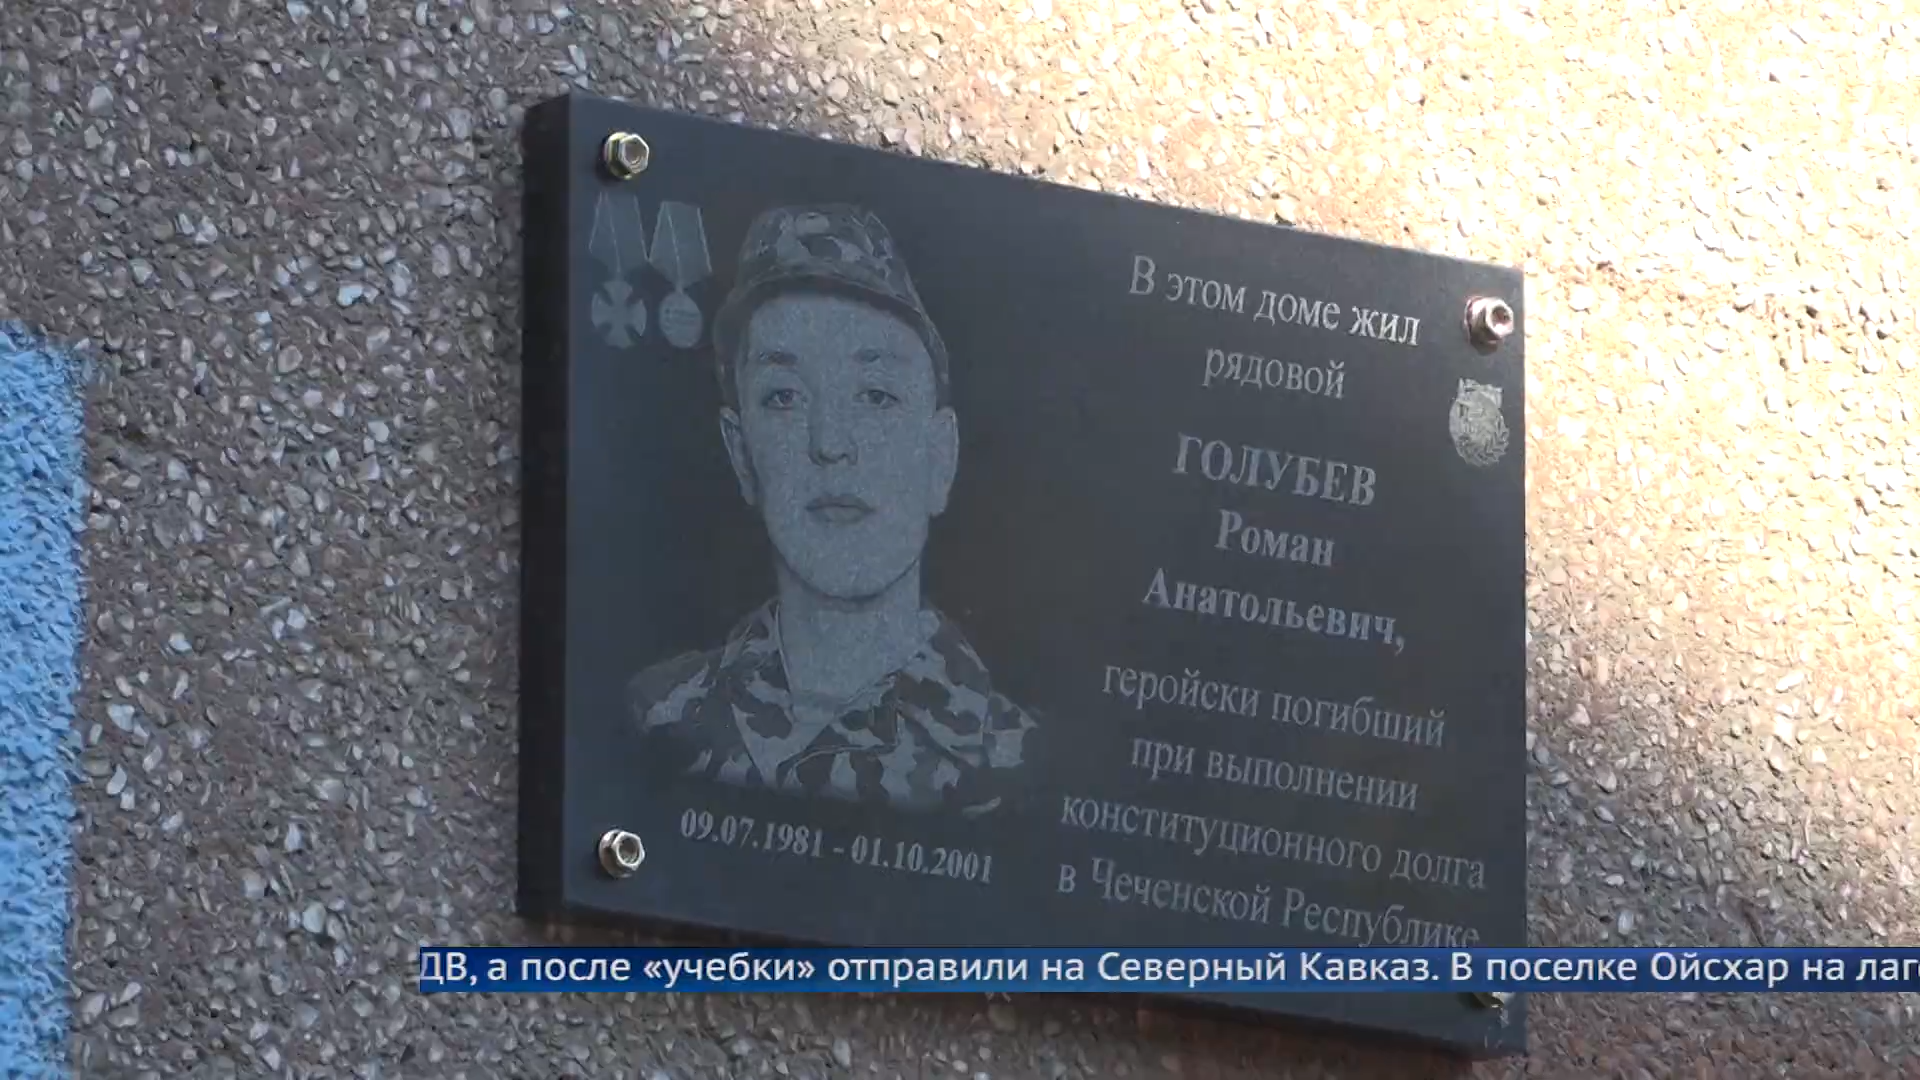 В этом доме жил
рядовой
ГОЛУБЕВ
Роман
Анатольевич,
геройски погибший
при выполнении
конституционного долга
в Чеченской Республике
09.07.1981 - 01.10.2001
ДВ, а после «учебки» отправили на Северный Кавказ. В поселке Ойсхар на лаг